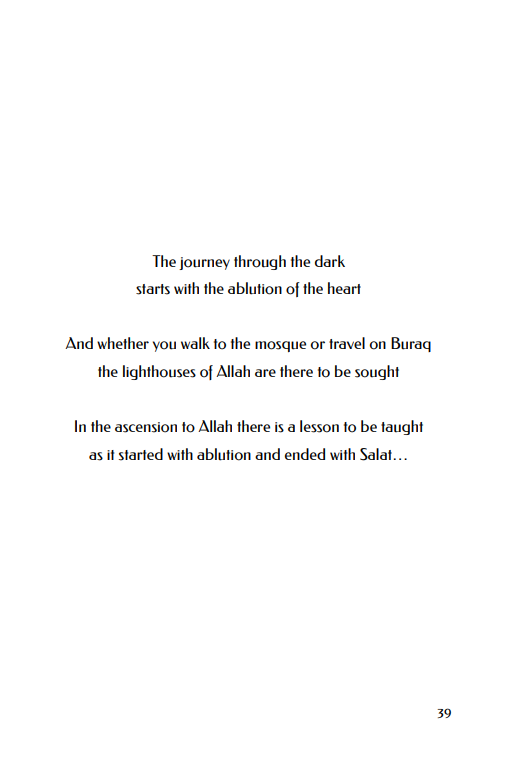 The journey through the dark
starts with the ablution of the heart
And whether you walk to the mosque or travel on Buraq
the lighthouses of Allah are there to be sought
In the ascension to Allah there is a lesson to be taught
as it started with ablution and ended with Salat…
39